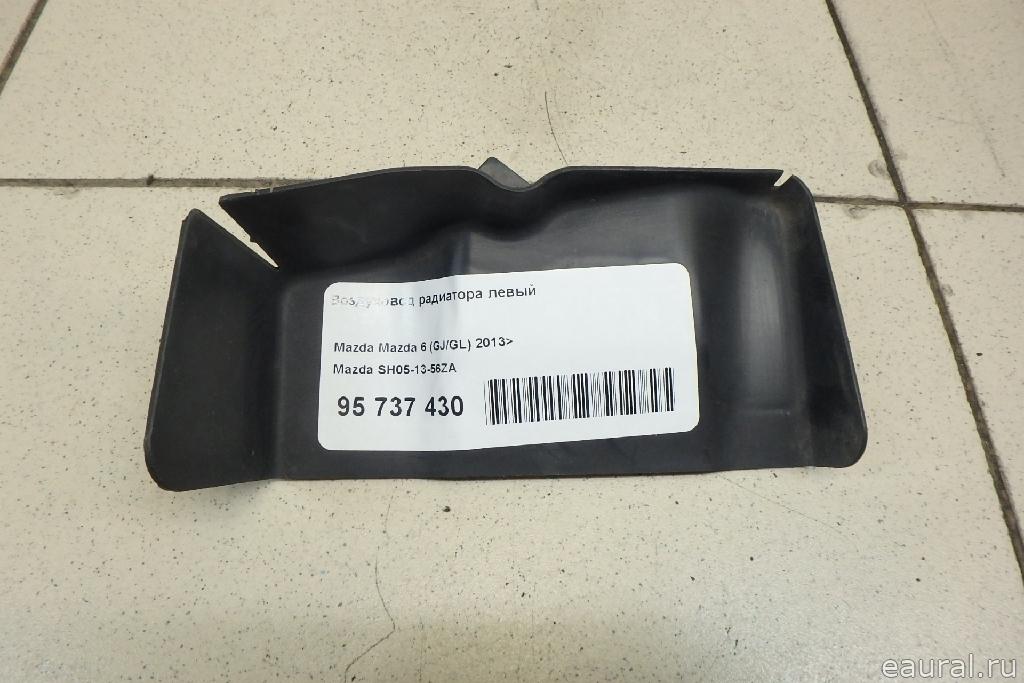 Воздуховод радиатора левый
Mazda Mazda 6 (GJ/GL) 2013>
Mazda SH05-13-56ZA
95 737 430
eaural.ru